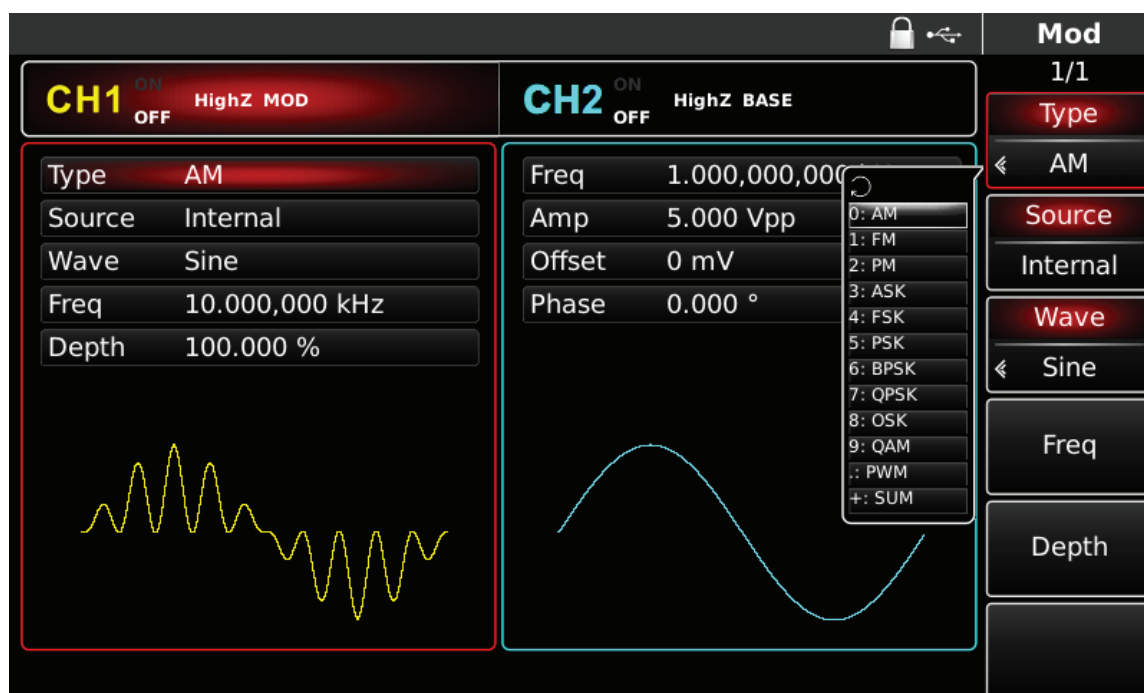 Mod
1/1
CH1 ON OFF HighZ MOD
CH2 ON OFF HighZ BASE
Type AM
Source Internal
Wave Sine
Freq 10.000,000 kHz
Depth 100.000 %
Freq 1.000,000,000
Amp 5.000 Vpp
Offset 0 mV
Phase 0.000 °
0: AM
1: FM
2: PM
3: ASK
4: FSK
5: PSK
6: BPSK
7: QPSK
8: OSK
9: QAM
.: PWM
+: SUM
Type
AM
Source
Internal
Wave
Sine
Freq
Depth